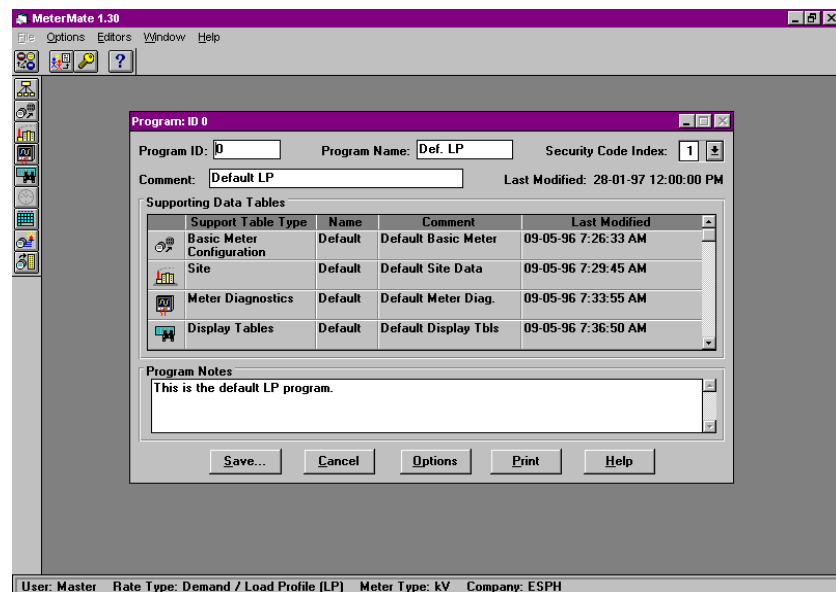 MeterMate 1.30
File Options Editors Window Help
Program: ID 0
Program ID: 0 Program Name: Def. LP Security Code Index: 1
Comment: Default LP Last Modified: 28-01-97 12:00:00 PM
Supporting Data Tables
Support Table Type Name Comment Last Modified
Basic Meter Configuration Default Default Basic Meter 09-05-96 7:26:33 AM
Site Default Default Site Data 09-05-96 7:29:45 AM
Meter Diagnostics Default Default Meter Diag. 09-05-96 7:33:55 AM
Display Tables Default Default Display Tbls 09-05-96 7:36:50 AM
Program Notes
This is the default LP program.
Save... Cancel Options Print Help
User: Master Rate Type: Demand / Load Profile (LP) Meter Type: kV Company: ESPH